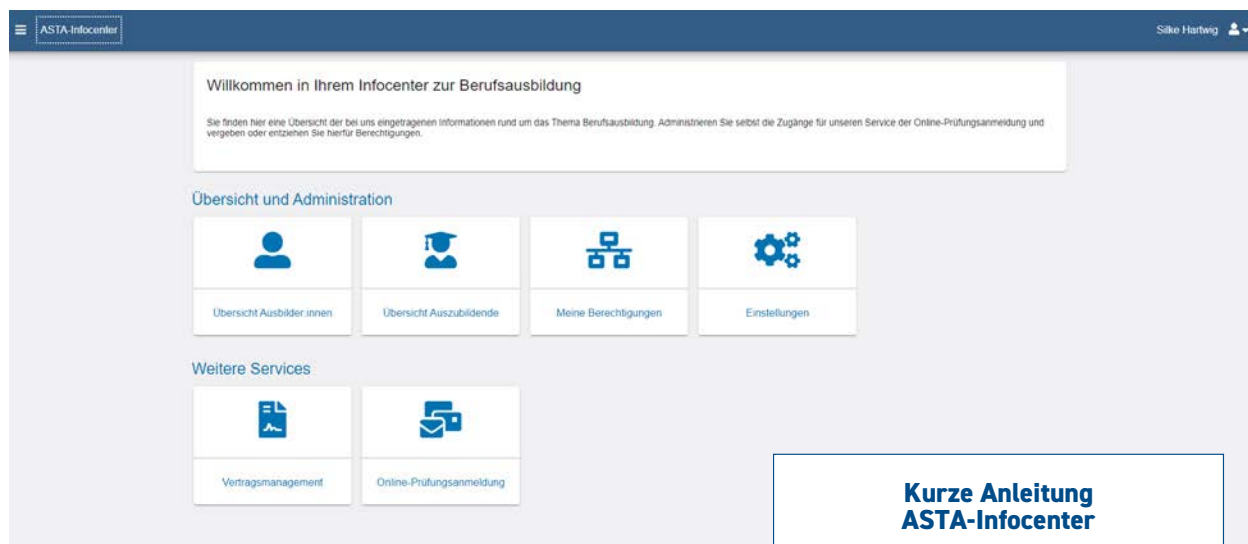 ASTA-Infocenter
Silke Hartwig
Willkommen in Ihrem Infocenter zur Berufsausbildung
Sie finden hier eine Übersicht der bei uns eingetragenen Informationen rund um das Thema Berufsausbildung. Administrieren Sie selbst die Zugänge für unseren Service der Online-Prüfungsanmeldung und
vergeben oder entziehen Sie hierfür Berechtigungen.
Übersicht und Administration
Übersicht Ausbilder:innen
Übersicht Auszubildende
Meine Berechtigungen
Einstellungen
Weitere Services
Vertragsmanagement
Online-Prüfungsanmeldung
Kurze Anleitung
ASTA-Infocenter